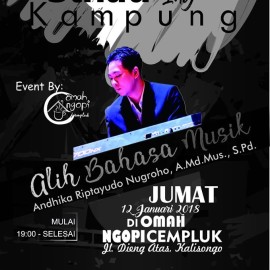 Kampung
Event By:
omah
ngopi
Cempluk
Alih Bahasa Musik
Andhika Riptayudo Nugroho, A.Md.Mus., S.Pd.
JUMAT
12 Januari 2018
DI OMAH
NGOPICEMPLUK
Jl. Dieng Atas. Kalisongo
MULAI
19:00 - SELESAI